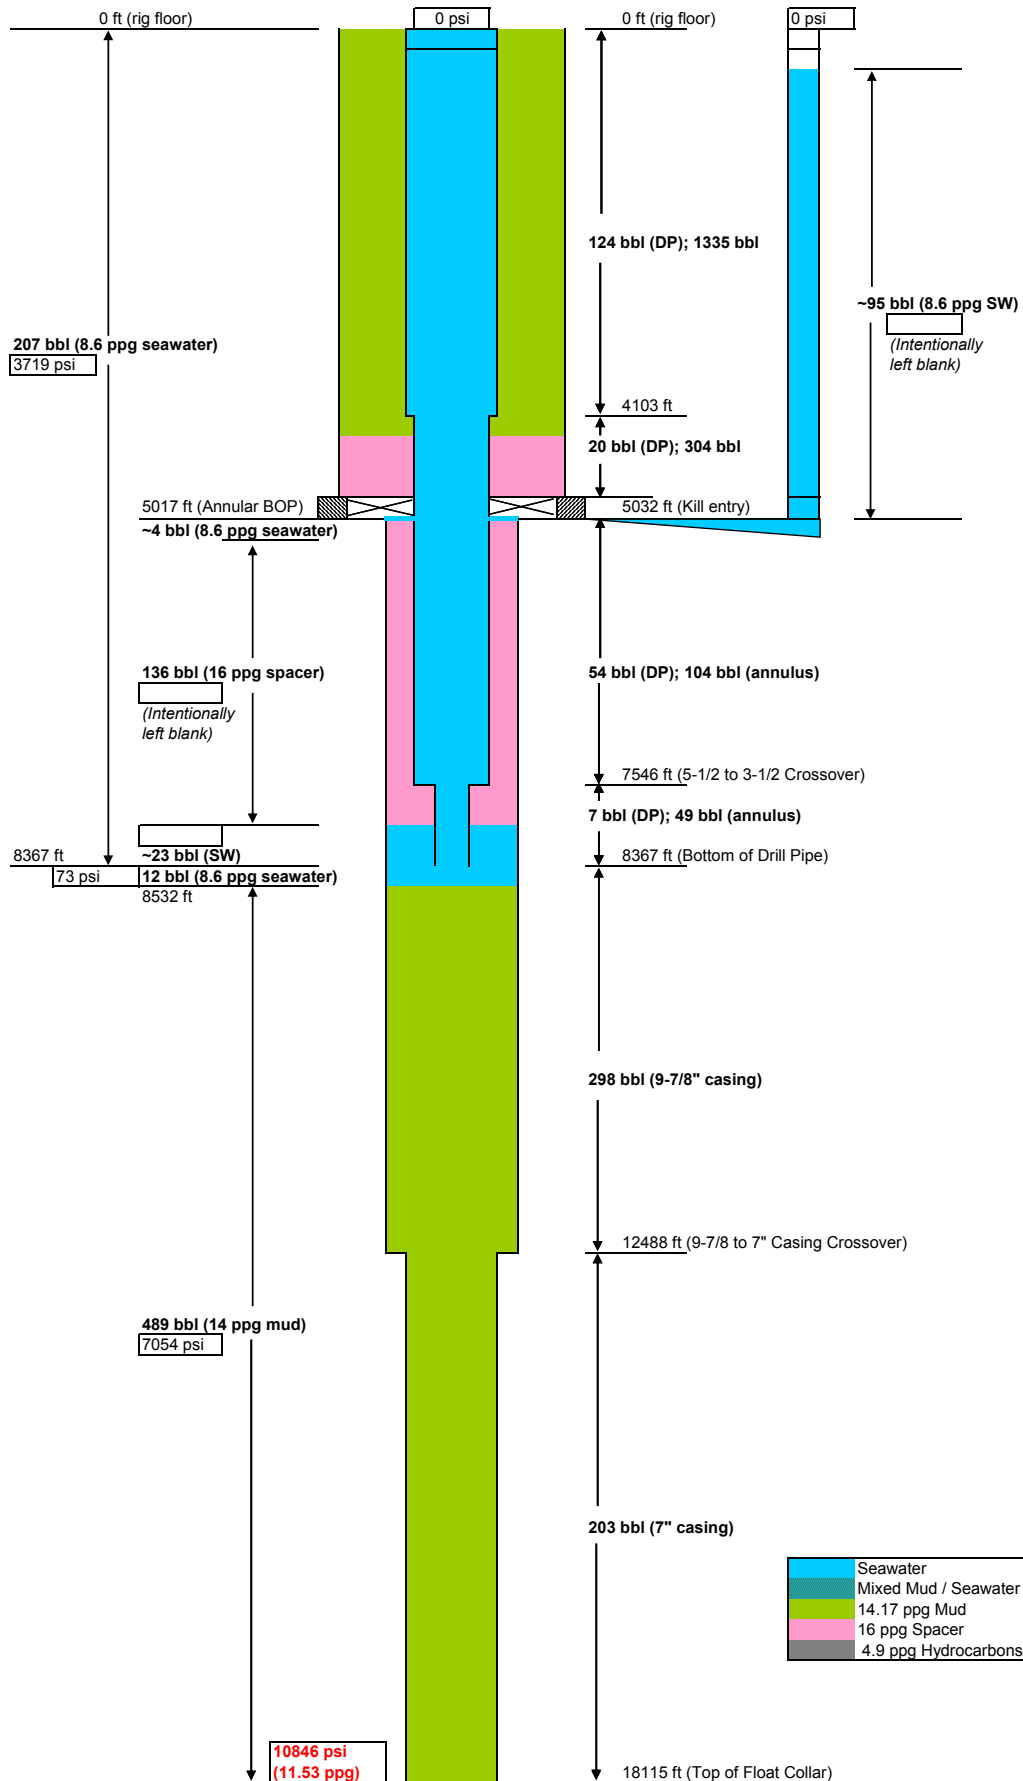 0 ft (rig floor)
0 psi
0 ft (rig floor)
0 psi
124 bbl (DP); 1335 bbl
~95 bbl (8.6 ppg SW)
(Intentionally
left blank)
207 bbl (8.6 ppg seawater)
3719 psi
4103 ft
20 bbl (DP); 304 bbl
5017 ft (Annular BOP)
5032 ft (Kill entry)
~4 bbl (8.6 ppg seawater)
136 bbl (16 ppg spacer)
(Intentionally
left blank)
54 bbl (DP); 104 bbl (annulus)
7546 ft (5-1/2 to 3-1/2 Crossover)
7 bbl (DP); 49 bbl (annulus)
~23 bbl (SW)
8367 ft
8367 ft (Bottom of Drill Pipe)
73 psi
12 bbl (8.6 ppg seawater)
8532 ft
298 bbl (9-7/8" casing)
12488 ft (9-7/8 to 7" Casing Crossover)
489 bbl (14 ppg mud)
7054 psi
203 bbl (7" casing)
Seawater
Mixed Mud / Seawater
14.17 ppg Mud
16 ppg Spacer
4.9 ppg Hydrocarbons
10846 psi
(11.53 ppg)
18115 ft (Top of Float Collar)